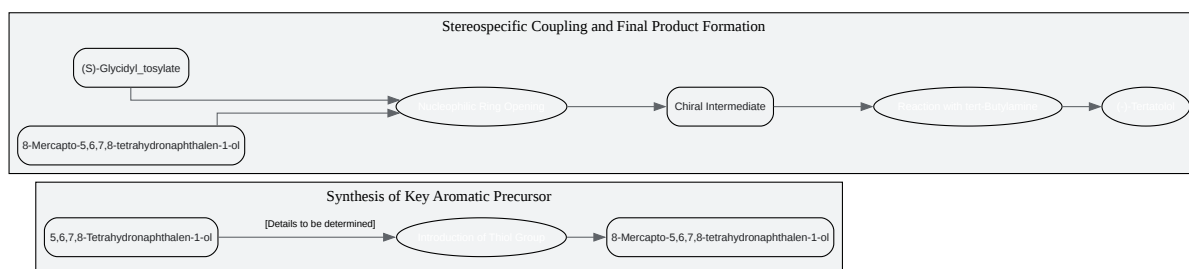 Stereospecific Coupling and Final Product Formation
(S)-Glycidyl_tosylate
Nucleophilic Ring Opening
Chiral Intermediate
Reaction with tert-Butylamine
(-)-Tertatolol
8-Mercapto-5,6,7,8-tetrahydronaphthalen-1-ol
Synthesis of Key Aromatic Precursor
5,6,7,8-Tetrahydronaphthalen-1-ol
[Details to be determined]
Introduction of Thiol Group
8-Mercapto-5,6,7,8-tetrahydronaphthalen-1-ol